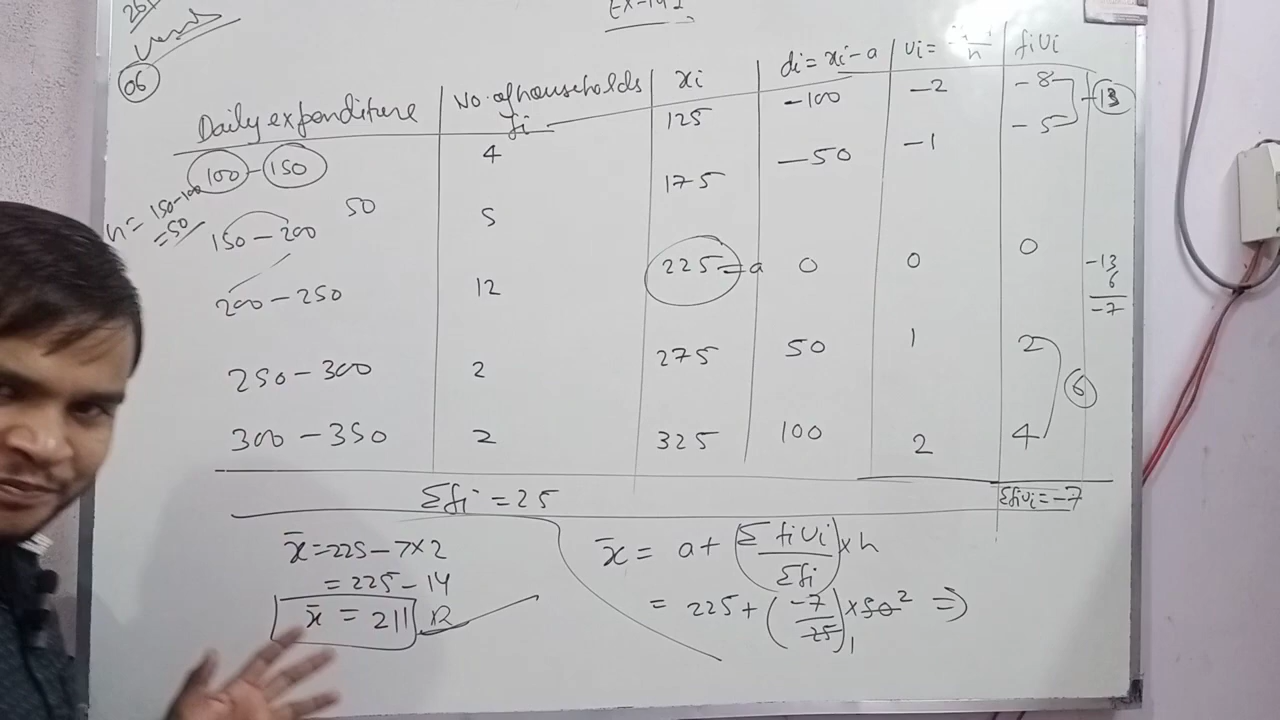 06
Daily expenditure | No. of households fi | xi | di = xi - a | ui = | fiui
100 - 150 | 4 | 125 | -100 | -2 | -8
150 - 200 | 5 | 175 | -50 | -1 | -5
-13
h = 150-100
= 50
50
200 - 250 | 12 | 225 = a | 0 | 0 | 0
-13
6
-7
250 - 300 | 2 | 275 | 50 | 1 | 2
300 - 350 | 2 | 325 | 100 | 2 | 4
6
Σfi = 25 | Σfiui = -7
x̄ = a + (Σfiui / Σfi) × h
= 225 + (-7 / 25) × 50 2 ⇒
1
x̄ = 225 - 7 × 2
= 225 - 14
x̄ = 211